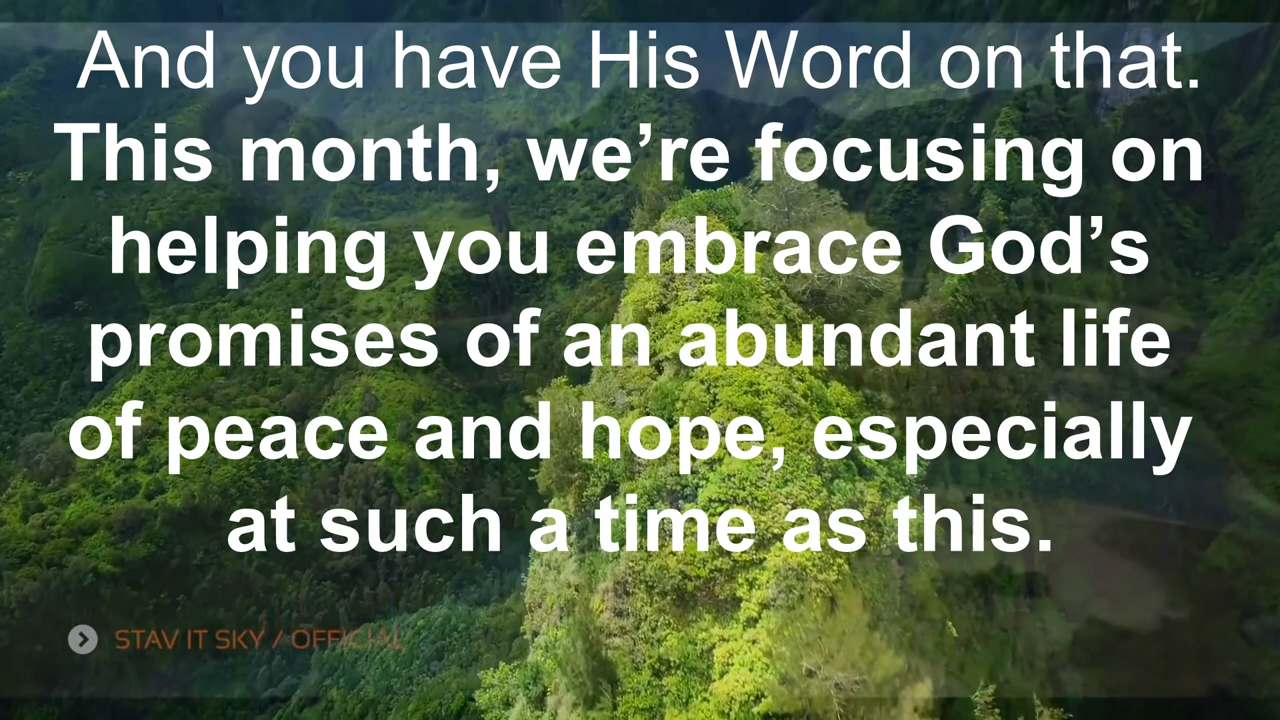 And you have His Word on that.
This month, we’re focusing on
helping you embrace God’s
promises of an abundant life
of peace and hope, especially
at such a time as this.
STAV IT SKY / OFFICIAL